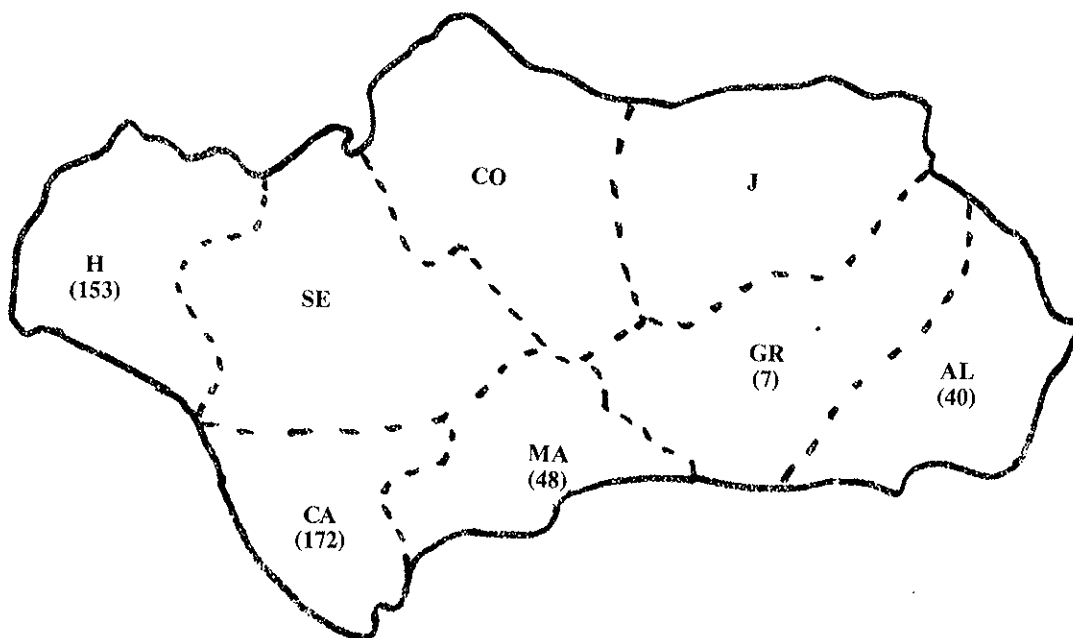 CO
J
H
(153)
SE
GR
(7)
AL
(40)
MA
(48)
CA
(172)